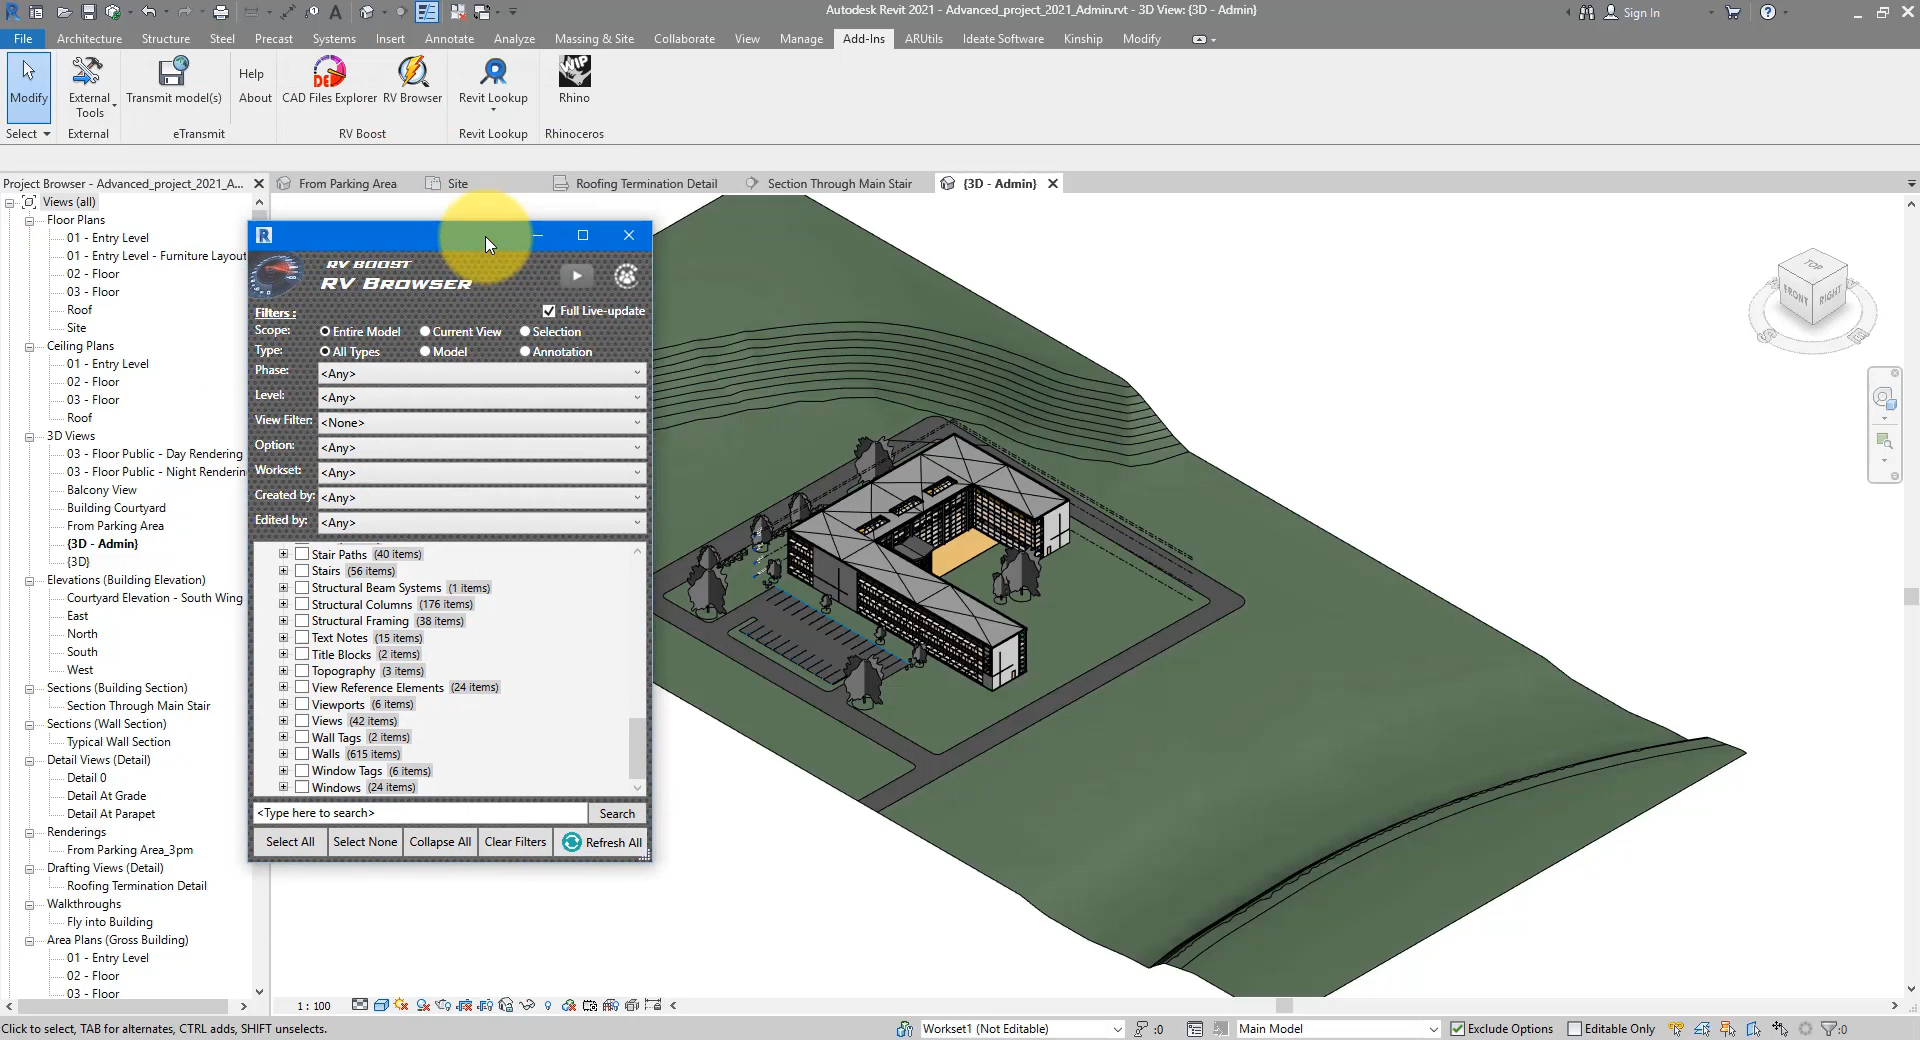 Autodesk Revit 2021 - Advanced_project_2021_Admin.rvt - 3D View: {3D - Admin}
Sign In
File Architecture Structure Steel Precast Systems Insert Annotate Analyze Massing & Site Collaborate View Manage Add-Ins ARUtils Ideate Software Kinship Modify
Modify
External Tools
Transmit model(s)
Help
About
CAD Files Explorer
RV Browser
Revit Lookup
WIP
Rhino
Select
External
eTransmit
RV Boost
Revit Lookup
Rhinoceros
Project Browser - Advanced_project_2021_A...
From Parking Area
Site
Roofing Termination Detail
Section Through Main Stair
{3D - Admin}
Views (all)
Floor Plans
01 - Entry Level
01 - Entry Level - Furniture Layout
02 - Floor
03 - Floor
Roof
Site
Ceiling Plans
01 - Entry Level
02 - Floor
03 - Floor
Roof
3D Views
03 - Floor Public - Day Rendering
03 - Floor Public - Night Renderin
Balcony View
Building Courtyard
From Parking Area
{3D - Admin}
{3D}
Elevations (Building Elevation)
Courtyard Elevation - South Wing
East
North
South
West
Sections (Building Section)
Section Through Main Stair
Sections (Wall Section)
Typical Wall Section
Detail Views (Detail)
Detail 0
Detail At Grade
Detail At Parapet
Renderings
From Parking Area_3pm
Drafting Views (Detail)
Roofing Termination Detail
Walkthroughs
Fly into Building
Area Plans (Gross Building)
01 - Entry Level
02 - Floor
03 - Floor
RV BOOST
RV BROWSER
Filters :
Full Live-update
Scope: Entire Model Current View Selection
Type: All Types Model Annotation
Phase: <Any>
Level: <Any>
View Filter: <None>
Option: <Any>
Workset: <Any>
Created by: <Any>
Edited by: <Any>
Stair Paths (40 items)
Stairs (56 items)
Structural Beam Systems (1 items)
Structural Columns (176 items)
Structural Framing (38 items)
Text Notes (15 items)
Title Blocks (2 items)
Topography (3 items)
View Reference Elements (24 items)
Viewports (6 items)
Views (42 items)
Wall Tags (2 items)
Walls (615 items)
Window Tags (6 items)
Windows (24 items)
<Type here to search> Search
Select All Select None Collapse All Clear Filters Refresh All
TOP
FRONT
RIGHT
1 : 100
Click to select, TAB for alternates, CTRL adds, SHIFT unselects.
Workset1 (Not Editable)
:0
Main Model
Exclude Options
Editable Only
:0